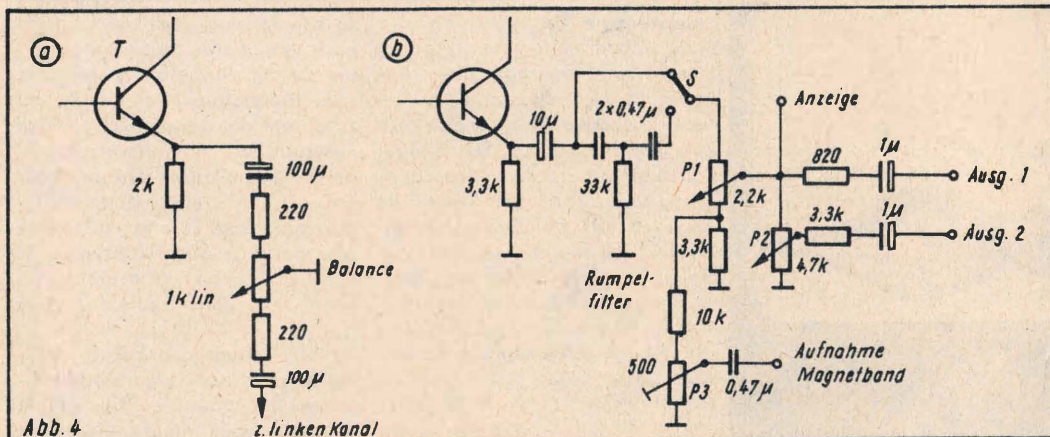 a
T
2k
100µ
220
1k lin
Balance
220
100µ
z. linken Kanal
Abb. 4
b
10µ
2×0,47µ
S
Anzeige
3,3k
33k
P1
2,2k
820
1µ
Ausg. 1
3,3k
1µ
Ausg. 2
P2
4,7k
3,3k
Rumpel-
filter
10k
500
P3
0,47µ
Aufnahme
Magnetband